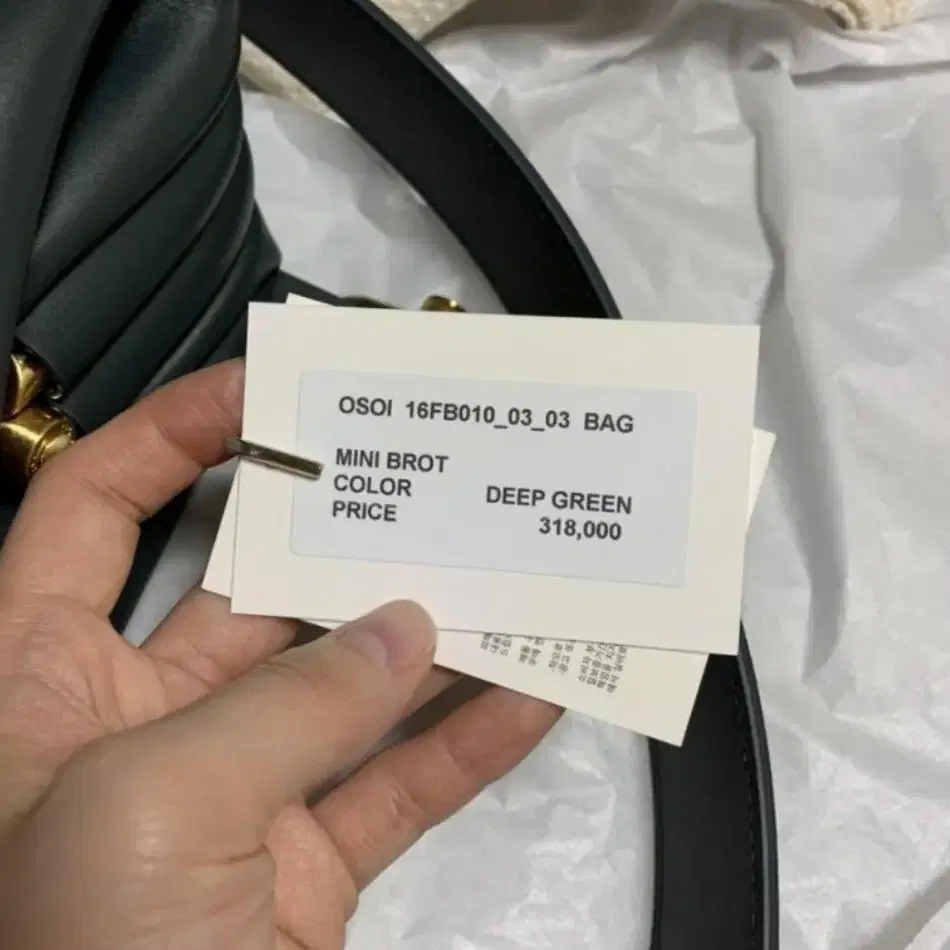 OSOI 16FB010_03_03 BAG
MINI BROT
COLOR DEEP GREEN
PRICE 318,000